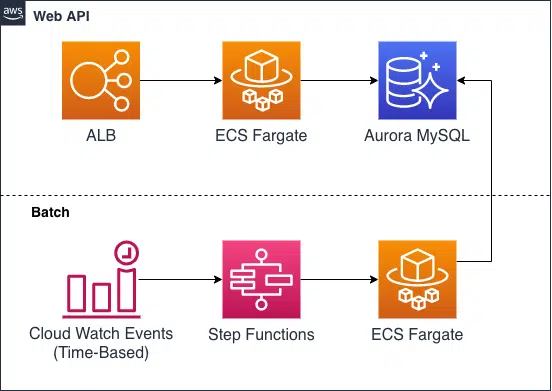 aws
Web API
ALB
ECS Fargate
Aurora MySQL
Batch
Cloud Watch Events
(Time-Based)
Step Functions
ECS Fargate